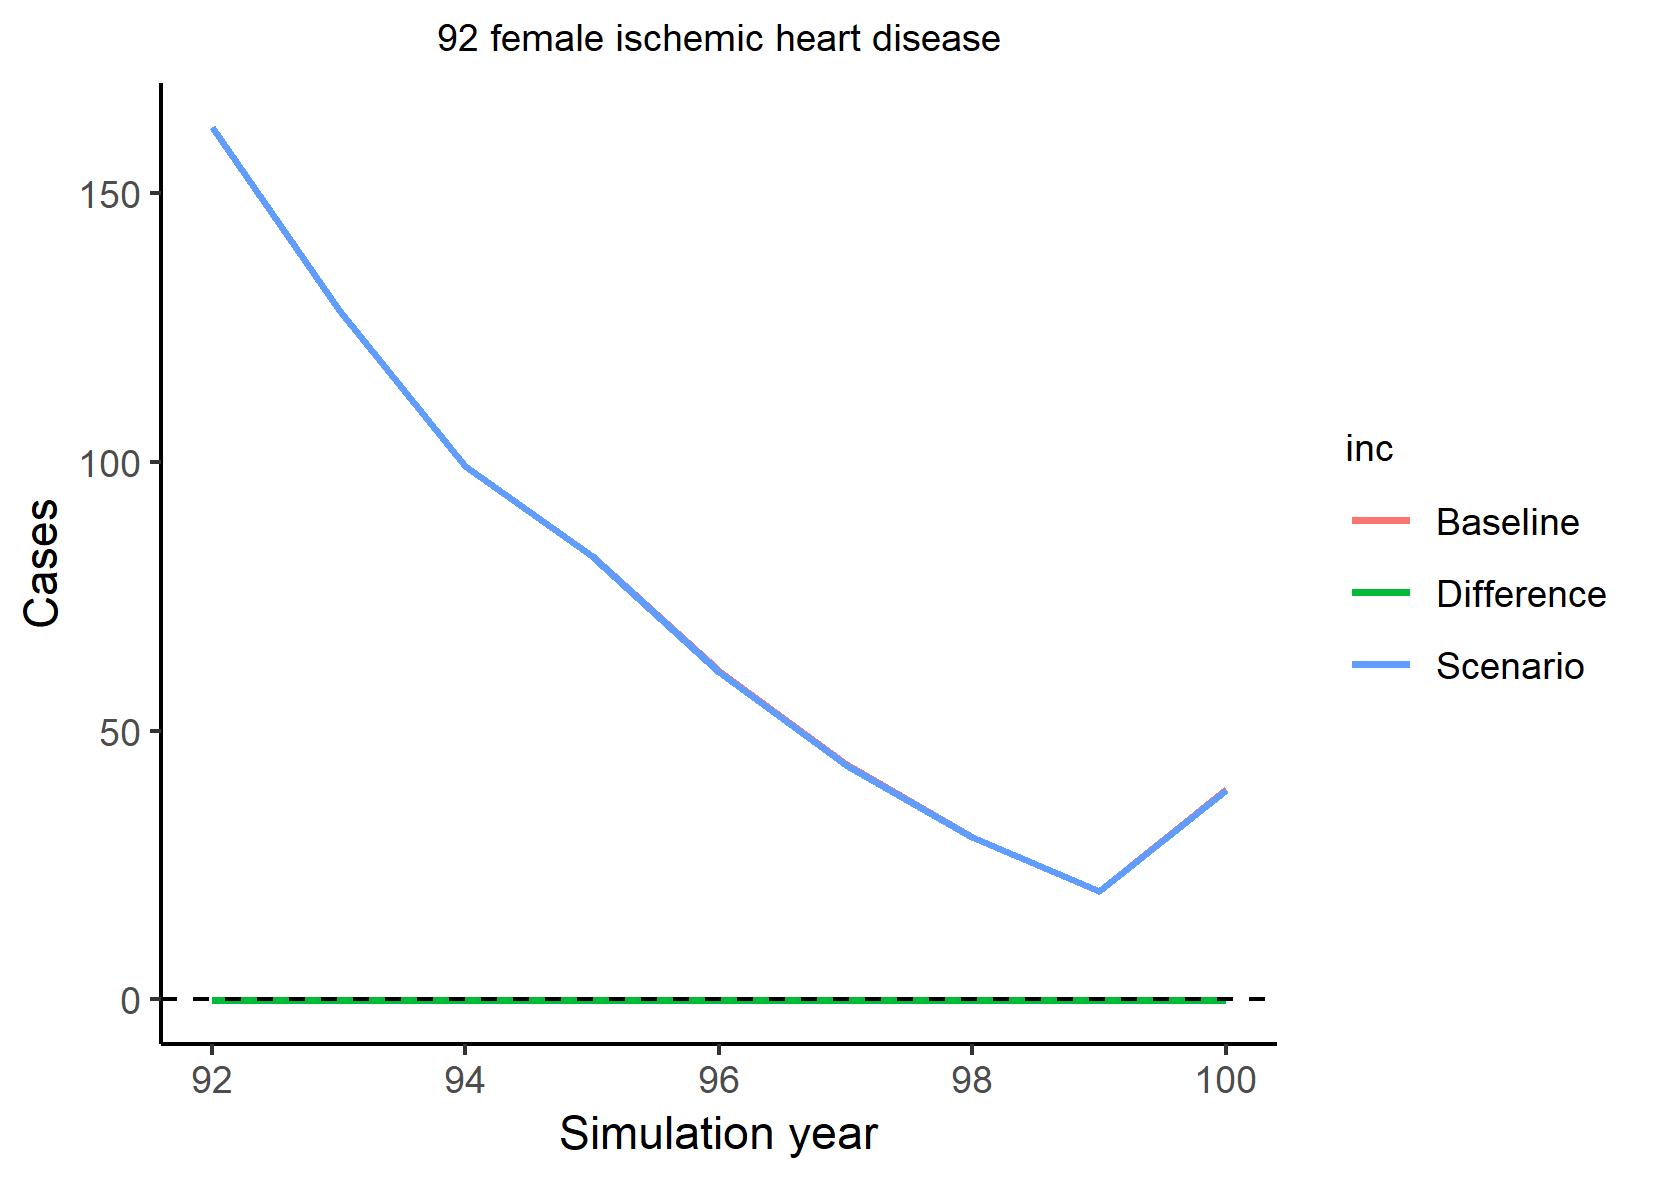 92 female ischemic heart disease
150
100
50
0
Cases
92 94 96 98 100
Simulation year
inc
Baseline
Difference
Scenario